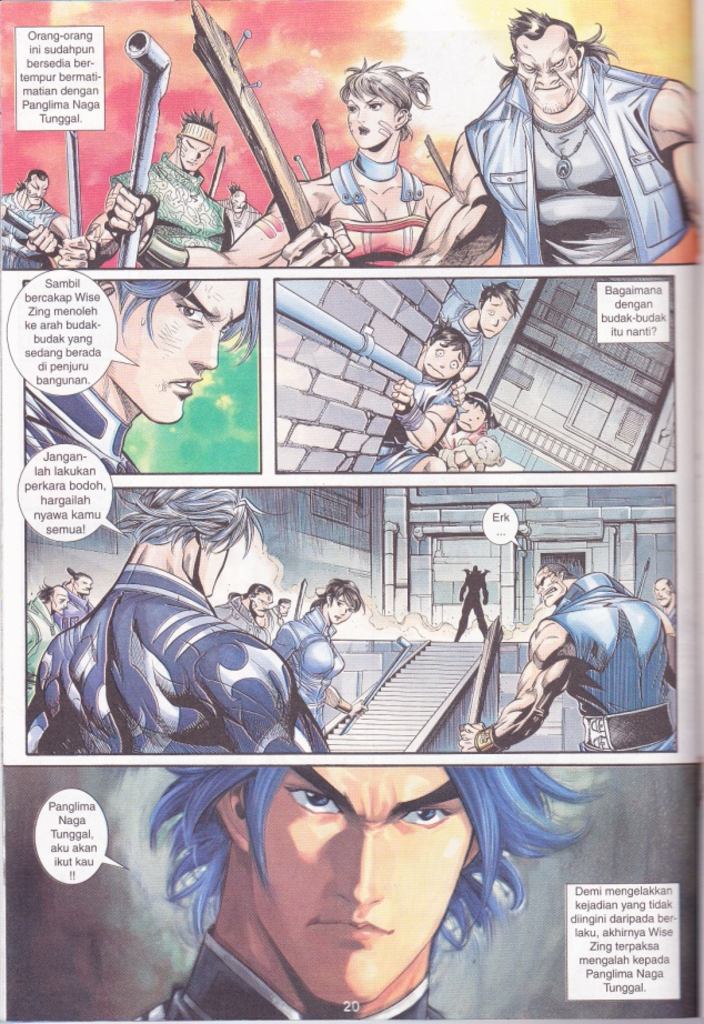 Orang-orang
ini sudahpun
bersedia ber-
tempur bermati-
matian dengan
Panglima Naga
Tunggal.
Sambil
bercakap Wise
Zing menoleh
ke arah budak-
budak yang
sedang berada
di penjuru
bangunan.
Bagaimana
dengan
budak-budak
itu nanti?
Jangan-
lah lakukan
perkara bodoh,
hargailah
nyawa kamu
semua!
Erk
...
Panglima
Naga
Tunggal,
aku akan
ikut kau
!!
Demi mengelakkan
kejadian yang tidak
diingini daripada ber-
laku, akhirnya Wise
Zing terpaksa
mengalah kepada
Panglima Naga
Tunggal.
20